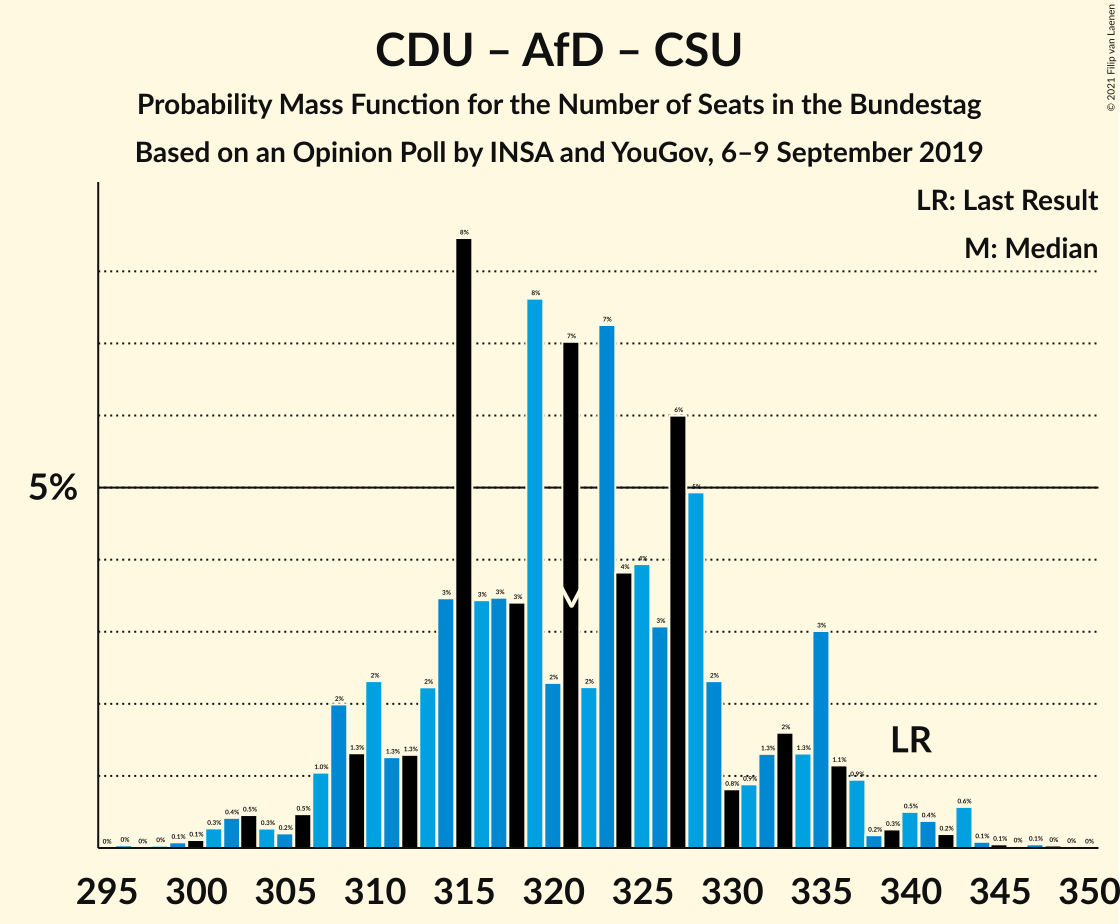 CDU – AfD – CSU
Probability Mass Function for the Number of Seats in the Bundestag
Based on an Opinion Poll by INSA and YouGov, 6–9 September 2019
© 2021 Filip van Laenen
LR: Last Result
M: Median
5%
0% 0% 0% 0% 0.1% 0.1% 0.3% 0.4% 0.5% 0.3% 0.2% 0.5% 1.0% 2% 1.3% 2% 1.3% 1.3% 2% 3% 8% 3% 3% 3% 8% 2% 7% 2% 7% 4% 4% 3% 6% 5% 2% 0.8% 0.9% 1.3% 2% 1.3% 3% 1.1% 0.9% 0.2% 0.3% 0.5% 0.4% 0.2% 0.6% 0.1% 0.1% 0% 0.1% 0% 0% 0%
LR
295 300 305 310 315 320 325 330 335 340 345 350